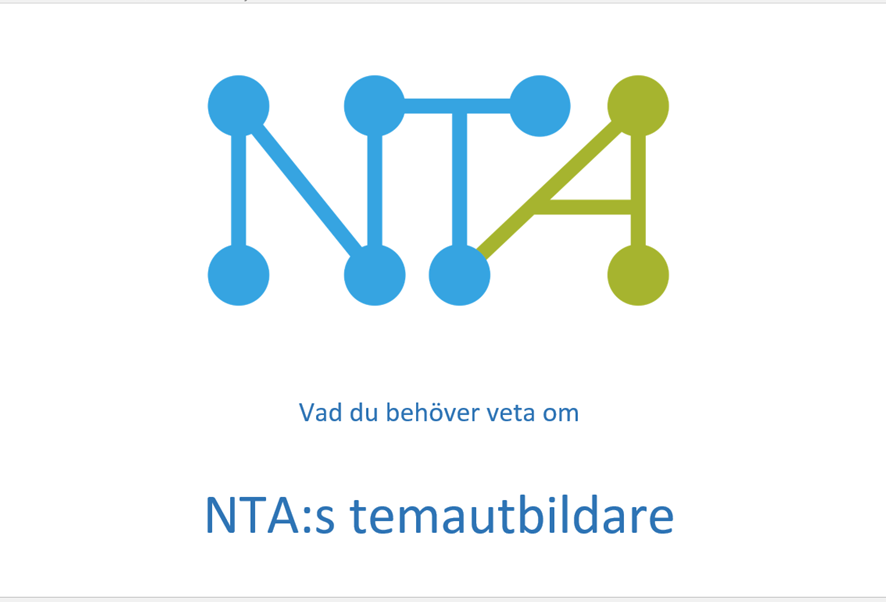 NTA
Vad du behöver veta om
NTA:s temautbildare